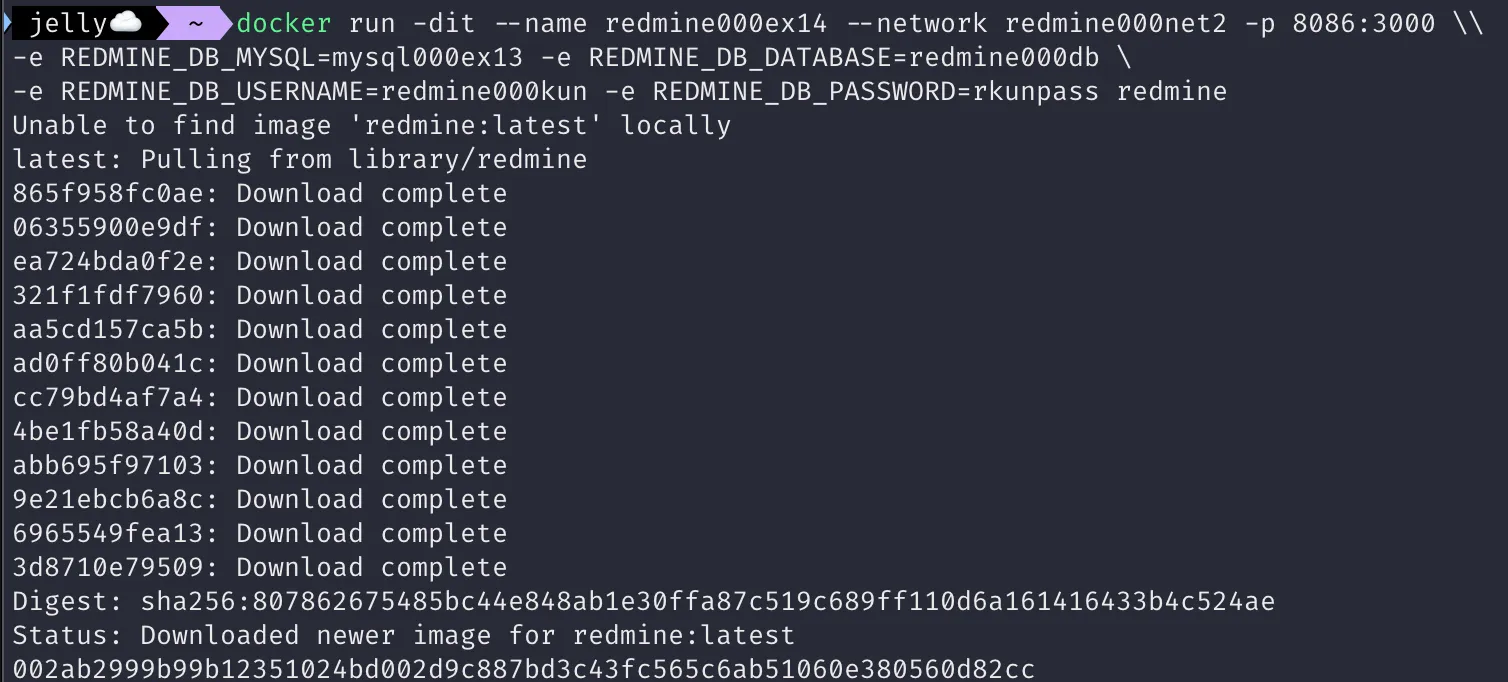 jelly☁️ ~ docker run -dit --name redmine000ex14 --network redmine000net2 -p 8086:3000 \\
-e REDMINE_DB_MYSQL=mysql000ex13 -e REDMINE_DB_DATABASE=redmine000db \
-e REDMINE_DB_USERNAME=redmine000kun -e REDMINE_DB_PASSWORD=rkunpass redmine
Unable to find image 'redmine:latest' locally
latest: Pulling from library/redmine
865f958fc0ae: Download complete
06355900e9df: Download complete
ea724bda0f2e: Download complete
321f1fdf7960: Download complete
aa5cd157ca5b: Download complete
ad0ff80b041c: Download complete
cc79bd4af7a4: Download complete
4be1fb58a40d: Download complete
abb695f97103: Download complete
9e21ebcb6a8c: Download complete
6965549fea13: Download complete
3d8710e79509: Download complete
Digest: sha256:807862675485bc44e848ab1e30ffa87c519c689ff110d6a161416433b4c524ae
Status: Downloaded newer image for redmine:latest
002ab2999b99b12351024bd002d9c887bd3c43fc565c6ab51060e380560d82cc